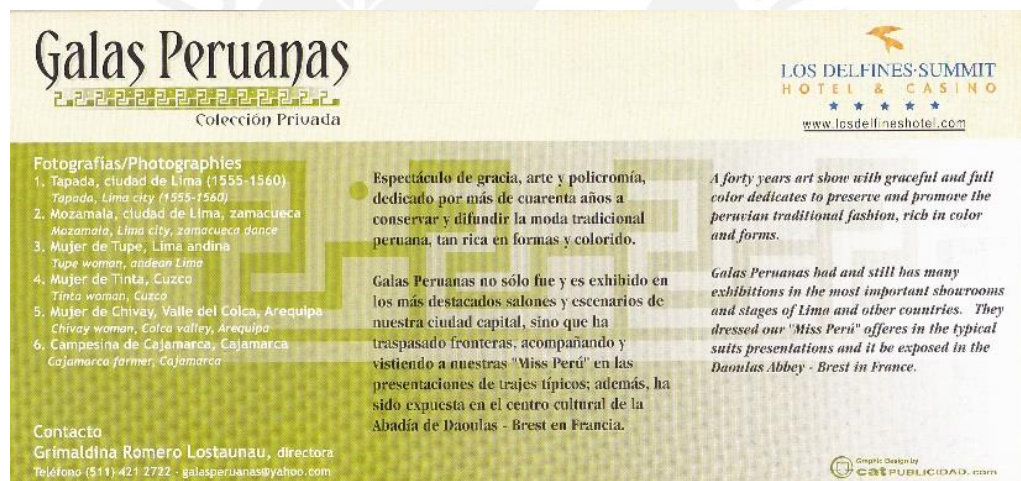 Galas Peruanas
Colección Privada
LOS DELFINES·SUMMIT
HOTEL & CASINO
www.losdelfineshotel.com
Fotografías/Photographies
1. Tapada, ciudad de Lima (1555-1560)
Tapada, Lima city (1555-1560)
2. Mozamala, ciudad de Lima, zamacueca
Mozamala, Lima city, zamacueca dance
3. Mujer de Tupe, Lima andina
Tupe woman, andean Lima
4. Mujer de Tinta, Cuzco
Tinta woman, Cuzco
5. Mujer de Chivay, Valle del Colca, Arequipa
Chivay woman, Colca valley, Arequipa
6. Campesina de Cajamarca, Cajamarca
Cajamarca farmer, Cajamarca
Contacto
Grimaldina Romero Lostaunau, directora
Teléfono (511) 421 2722 - galasperuanas@yahoo.com
Espectáculo de gracia, arte y policromía,
dedicado por más de cuarenta años a
conservar y difundir la moda tradicional
peruana, tan rica en formas y colorido.
Galas Peruanas no sólo fue y es exhibido en
los más destacados salones y escenarios de
nuestra ciudad capital, sino que ha
traspasado fronteras, acompañando y
vistiendo a nuestras "Miss Perú" en las
presentaciones de trajes típicos; además, ha
sido expuesta en el centro cultural de la
Abadía de Daoulas - Brest en Francia.
A forty years art show with graceful and full
color dedicates to preserve and promote the
peruvian traditional fashion, rich in color
and forms.
Galas Peruanas had and still has many
exhibitions in the most important showrooms
and stages of Lima and other countries. They
dressed our "Miss Perú" offeres in the typical
suits presentations and it be exposed in the
Daoulas Abbey - Brest in France.
Graphic Design by
cat PUBLICIDAD.com